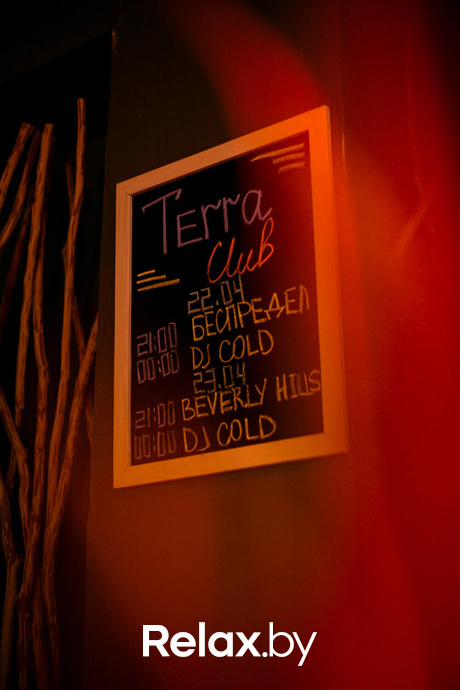 Terra
Club
22.04
21:00 БЕСПРЕДЕЛ
00:00 DJ COLD
23.04
21:00 BEVERLY HILLS
00:00 DJ COLD
Relax.by